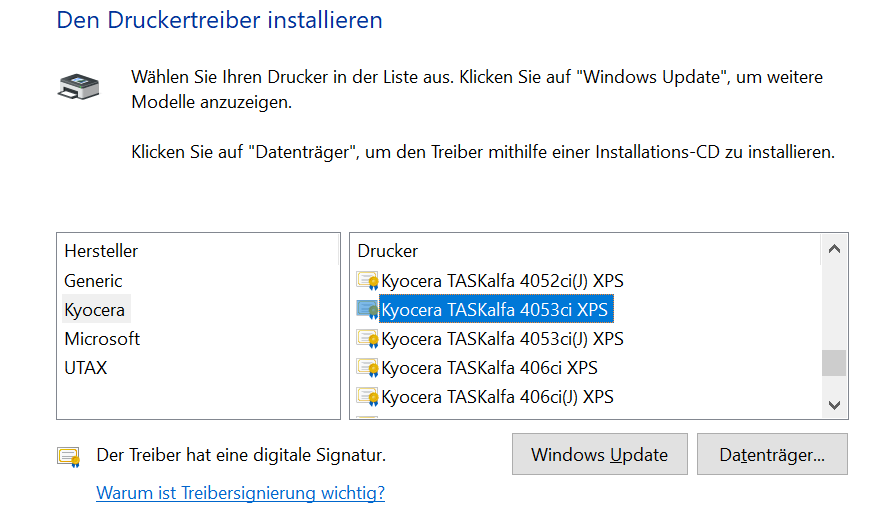 Den Druckertreiber installieren
Wählen Sie Ihren Drucker in der Liste aus. Klicken Sie auf "Windows Update", um weitere
Modelle anzuzeigen.
Klicken Sie auf "Datenträger", um den Treiber mithilfe einer Installations-CD zu installieren.
Hersteller
Generic
Kyocera
Microsoft
UTAX
Drucker
Kyocera TASKalfa 4052ci(J) XPS
Kyocera TASKalfa 4053ci XPS
Kyocera TASKalfa 4053ci(J) XPS
Kyocera TASKalfa 406ci XPS
Kyocera TASKalfa 406ci(J) XPS
Der Treiber hat eine digitale Signatur.
Warum ist Treibersignierung wichtig?
Windows Update
Datenträger...